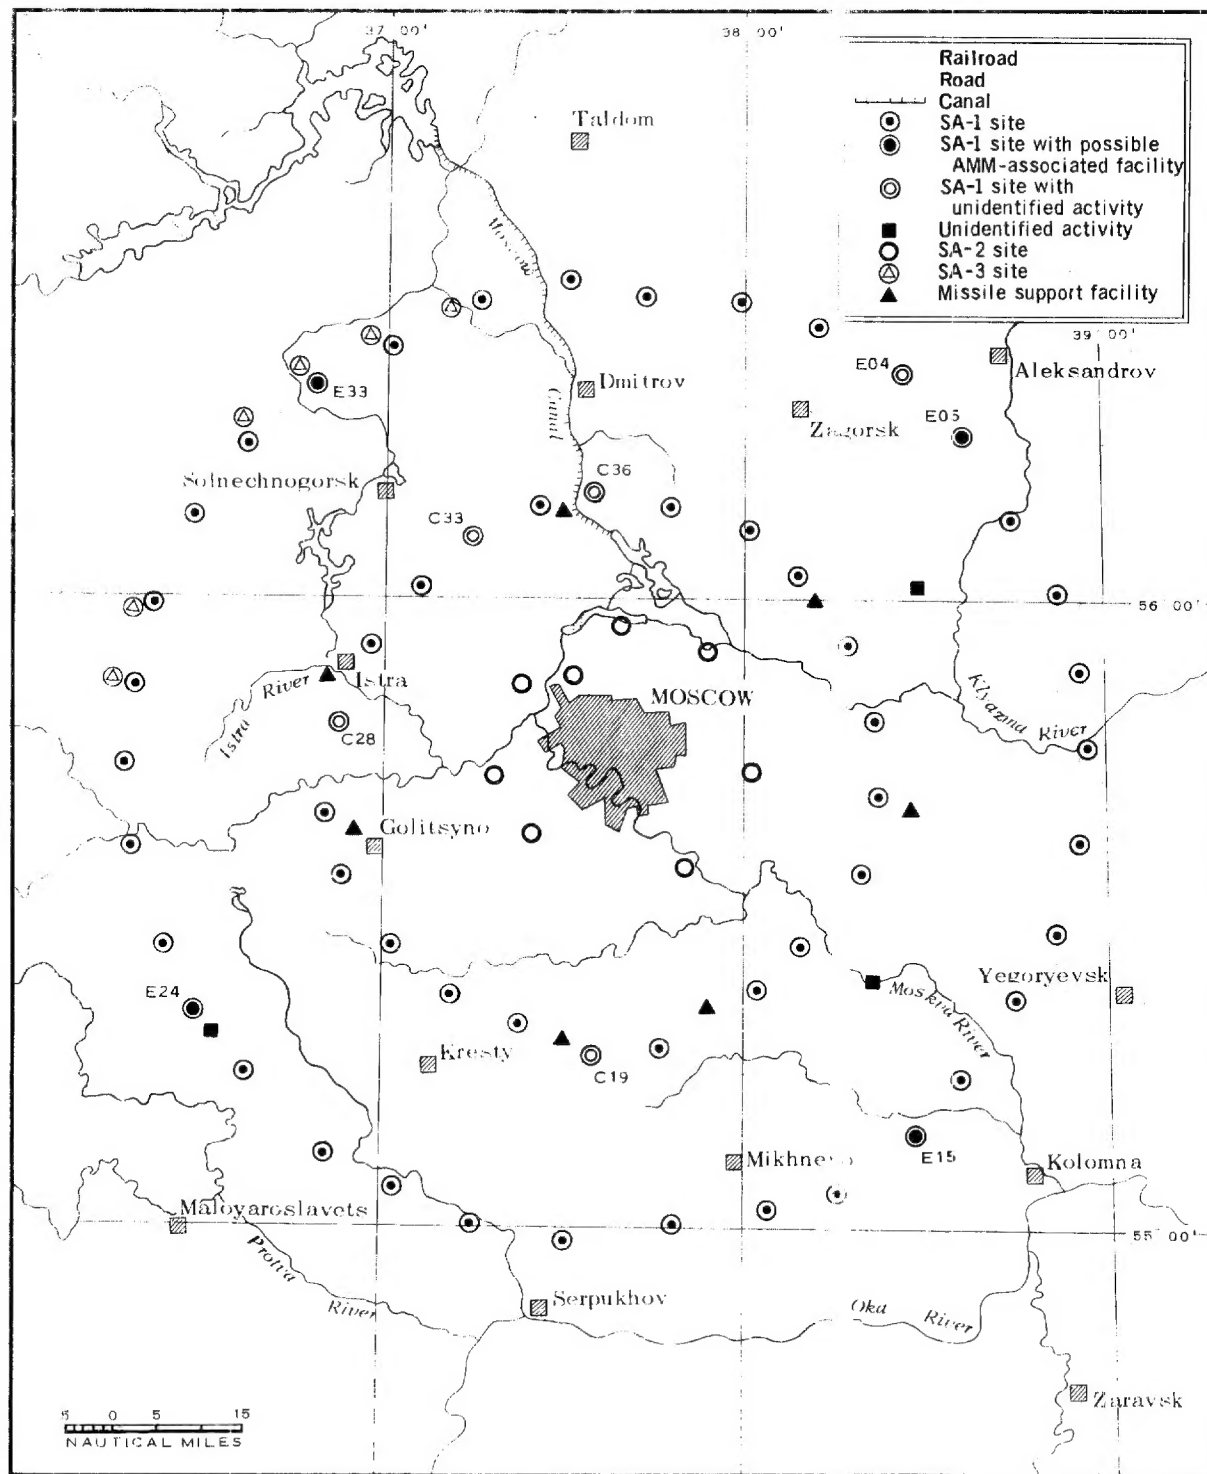 37 00'
38 00'
Railroad
Road
Canal
SA-1 site
SA-1 site with possible
AMM-associated facility
SA-1 site with
unidentified activity
Unidentified activity
SA-2 site
SA-3 site
Missile support facility
Taldom
Moscow
39 00'
E04
Aleksandrov
E33
Dmitrov
Canal
Zagorsk
E05
Solnechnogorsk
C36
C33
56 00'
Istra
River
Istra
MOSCOW
Klyazma
River
C28
Golitsyno
E24
Yegoryevsk
Moskva River
Kresty
C19
E15
Mikhnevo
Kolomna
Maloyaroslavets
55 00'
Protva
River
Serpukhov
Oka
River
Zaravsk
5 0 5 15
NAUTICAL MILES